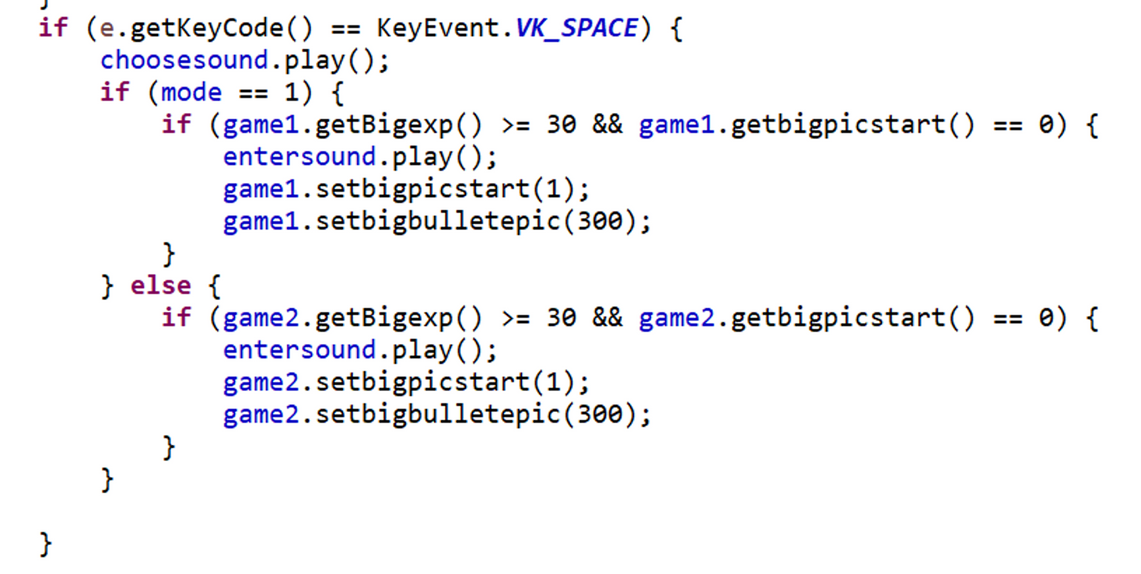 }
if (e.getKeyCode() == KeyEvent.VK_SPACE) {
choosesound.play();
if (mode == 1) {
if (game1.getBigexp() >= 30 && game1.getbigpicstart() == 0) {
entersound.play();
game1.setbigpicstart(1);
game1.setbigbulletepic(300);
}
} else {
if (game2.getBigexp() >= 30 && game2.getbigpicstart() == 0) {
entersound.play();
game2.setbigpicstart(1);
game2.setbigbulletepic(300);
}
}
}